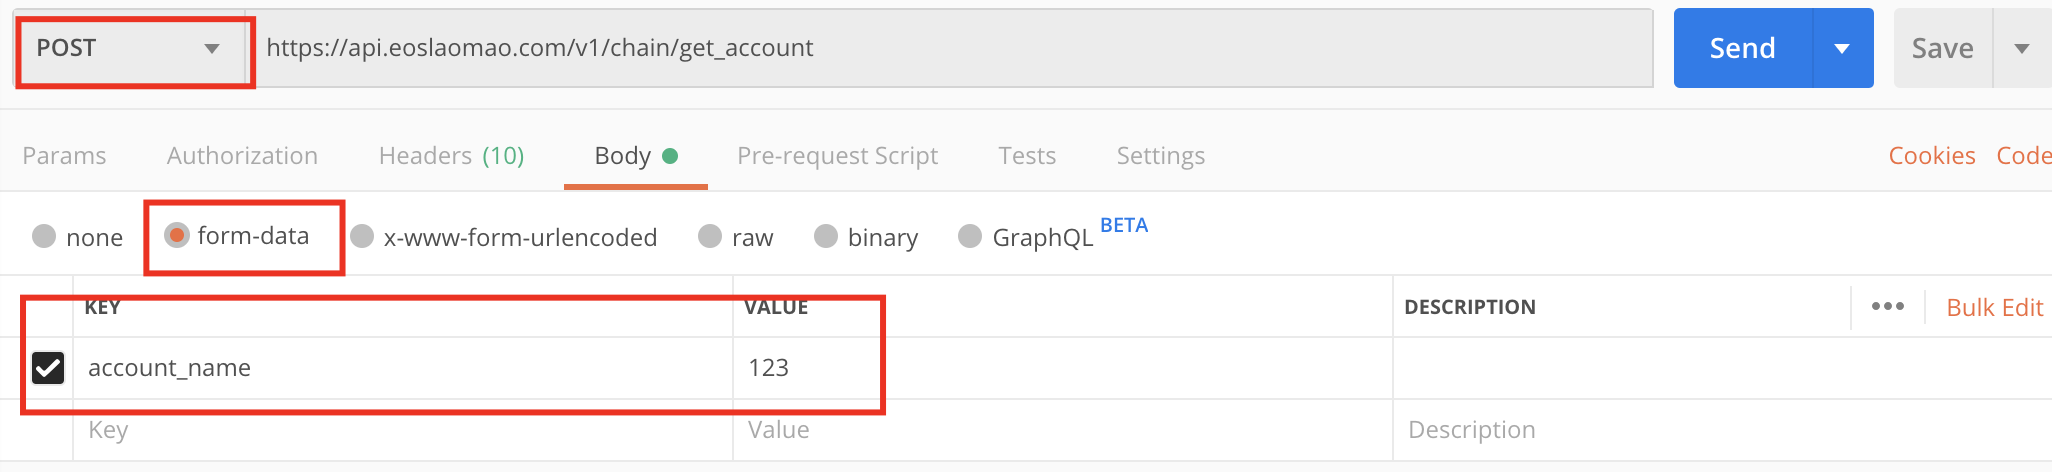 POST https://api.eoslaomao.com/v1/chain/get_account Send Save
Params Authorization Headers (10) Body Pre-request Script Tests Settings Cookies Code
none form-data x-www-form-urlencoded raw binary GraphQL BETA
KEY VALUE DESCRIPTION ••• Bulk Edit
account_name 123
Key Value Description